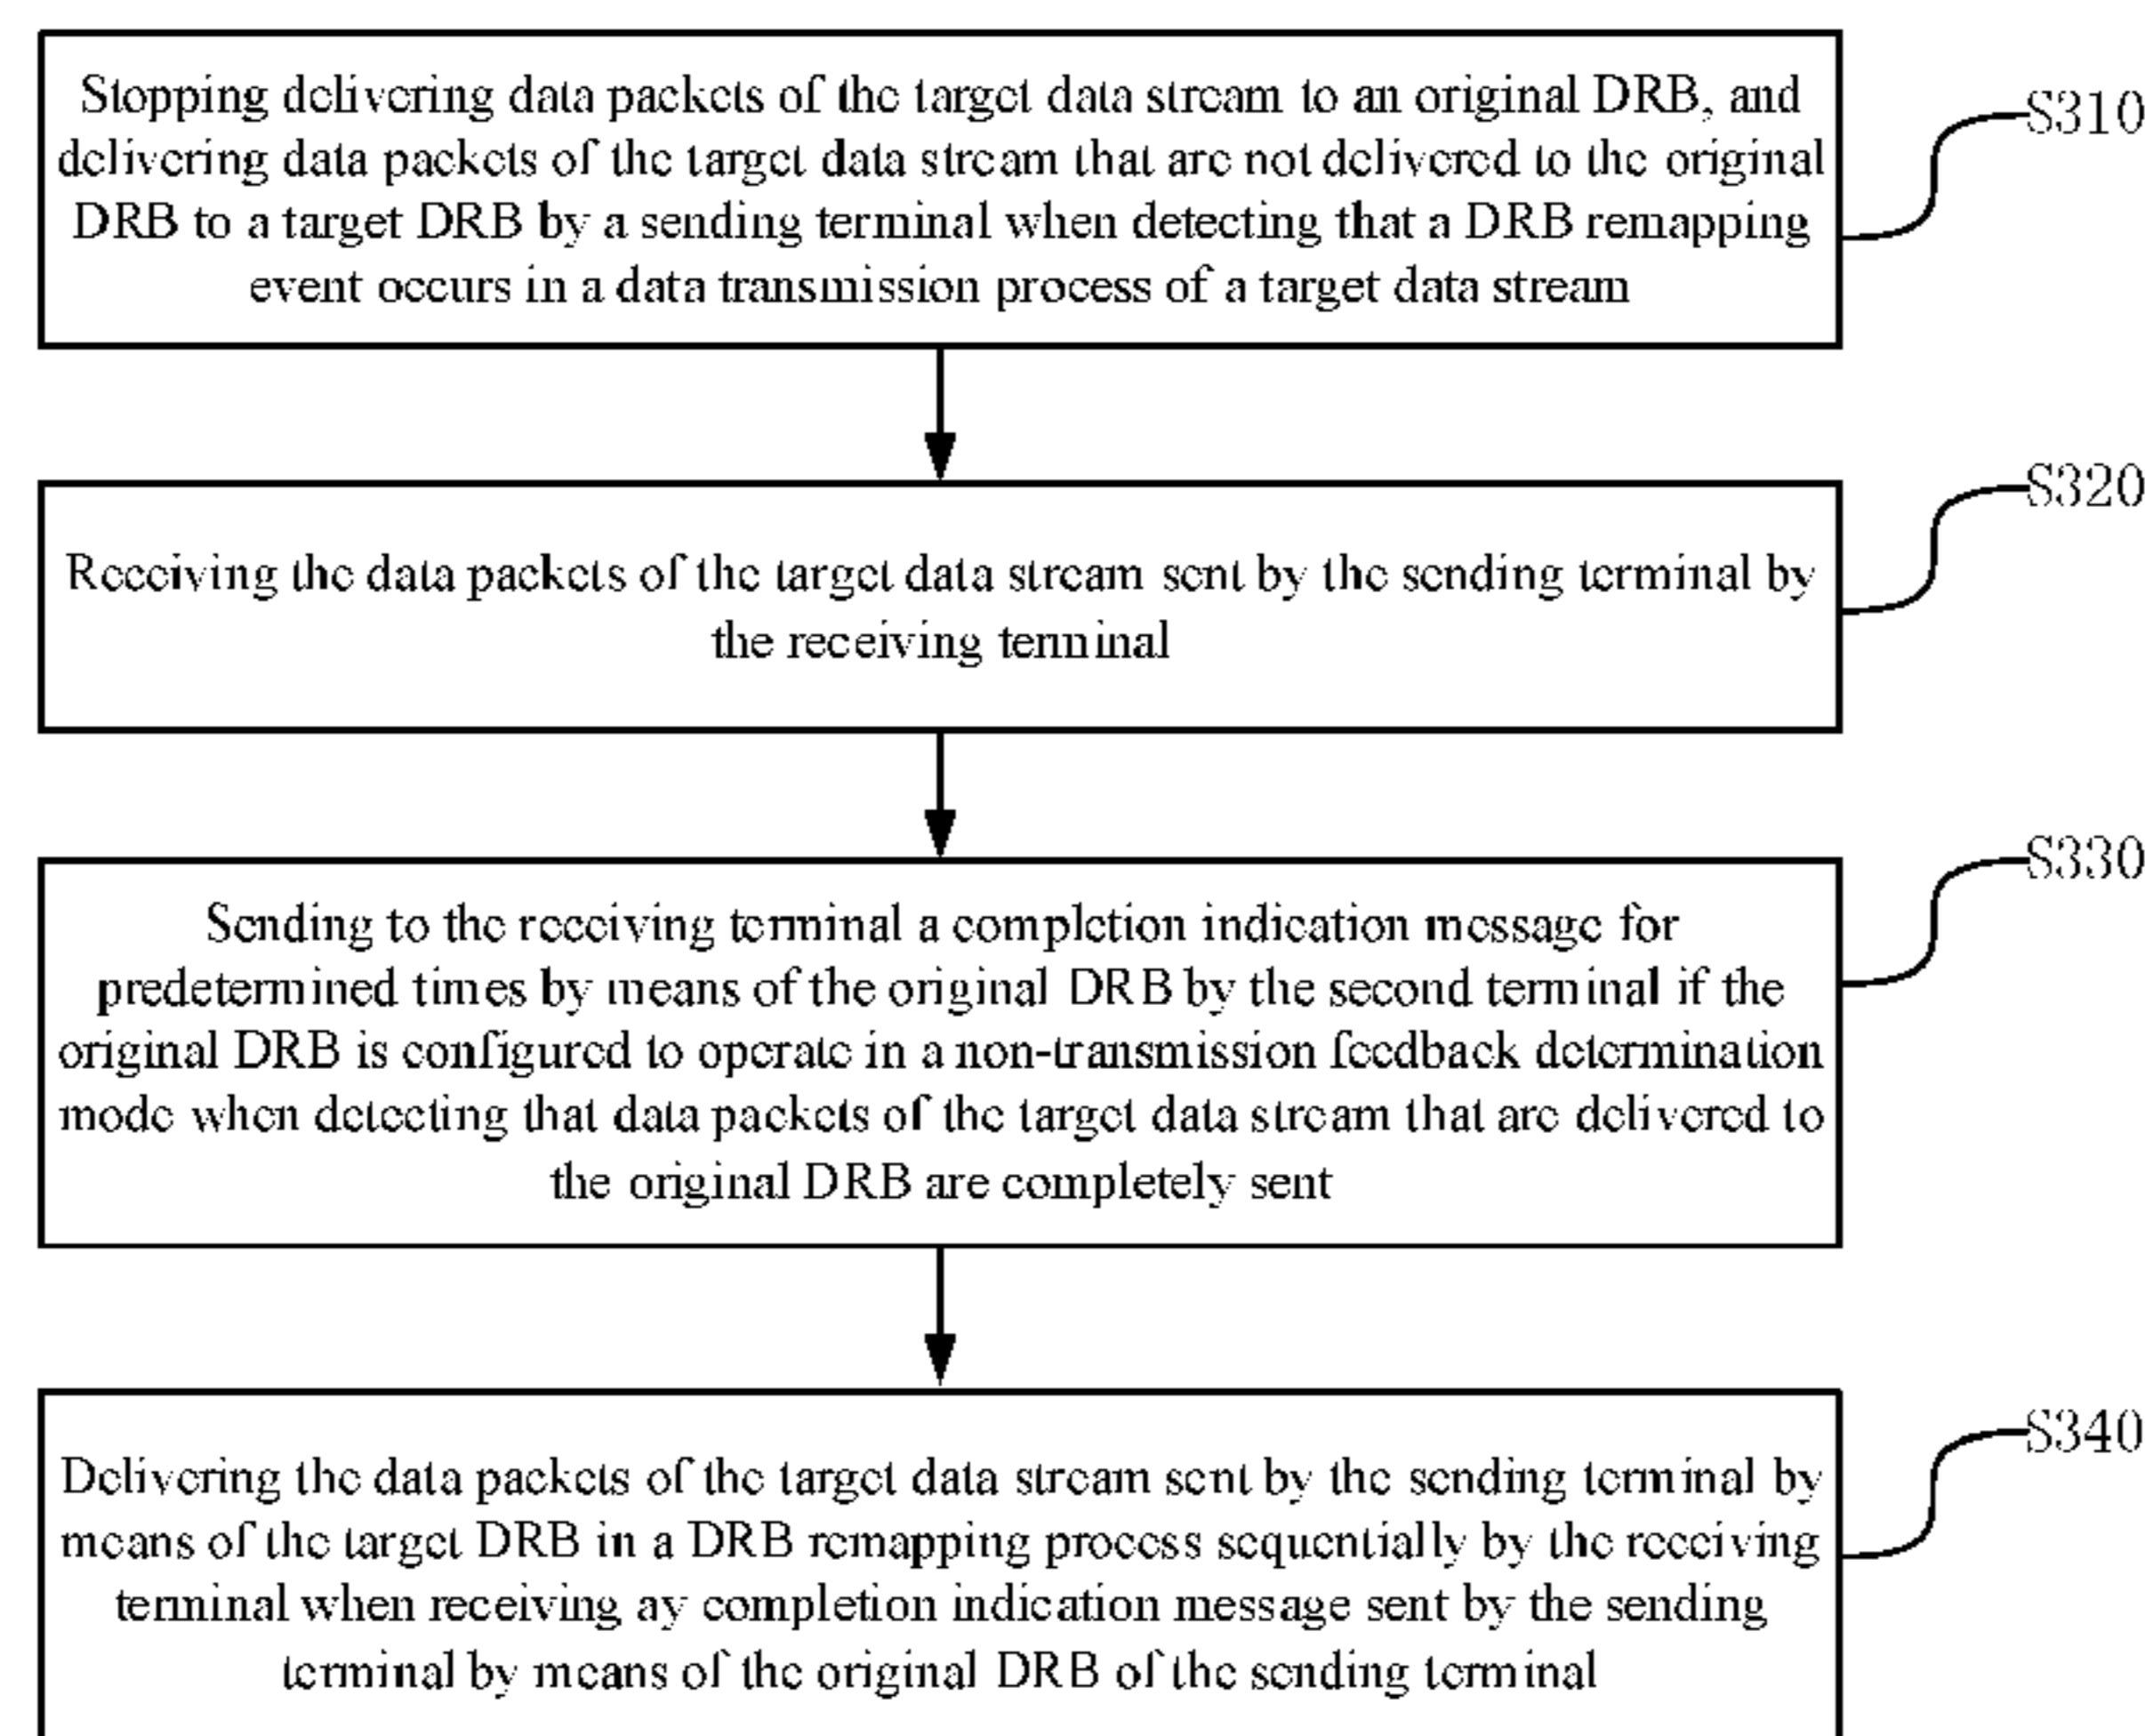 Stopping delivering data packets of the target data stream to an original DRB, and
delivering data packets of the target data stream that are not delivered to the original
DRB to a target DRB by a sending terminal when detecting that a DRB remapping
event occurs in a data transmission process of a target data stream
S310
Receiving the data packets of the target data stream sent by the sending terminal by
the receiving terminal
S320
Sending to the receiving terminal a completion indication message for
predetermined times by means of the original DRB by the second terminal if the
original DRB is configured to operate in a non-transmission feedback determination
mode when detecting that data packets of the target data stream that are delivered to
the original DRB are completely sent
S330
Delivering the data packets of the target data stream sent by the sending terminal by
means of the target DRB in a DRB remapping process sequentially by the receiving
terminal when receiving ay completion indication message sent by the sending
terminal by means of the original DRB of the sending terminal
S340